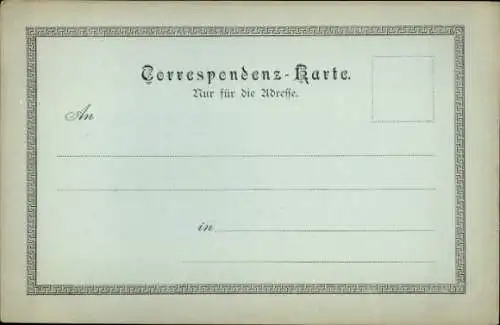 Correspondenz-Karte.
Nur für die Adresse.
An
in